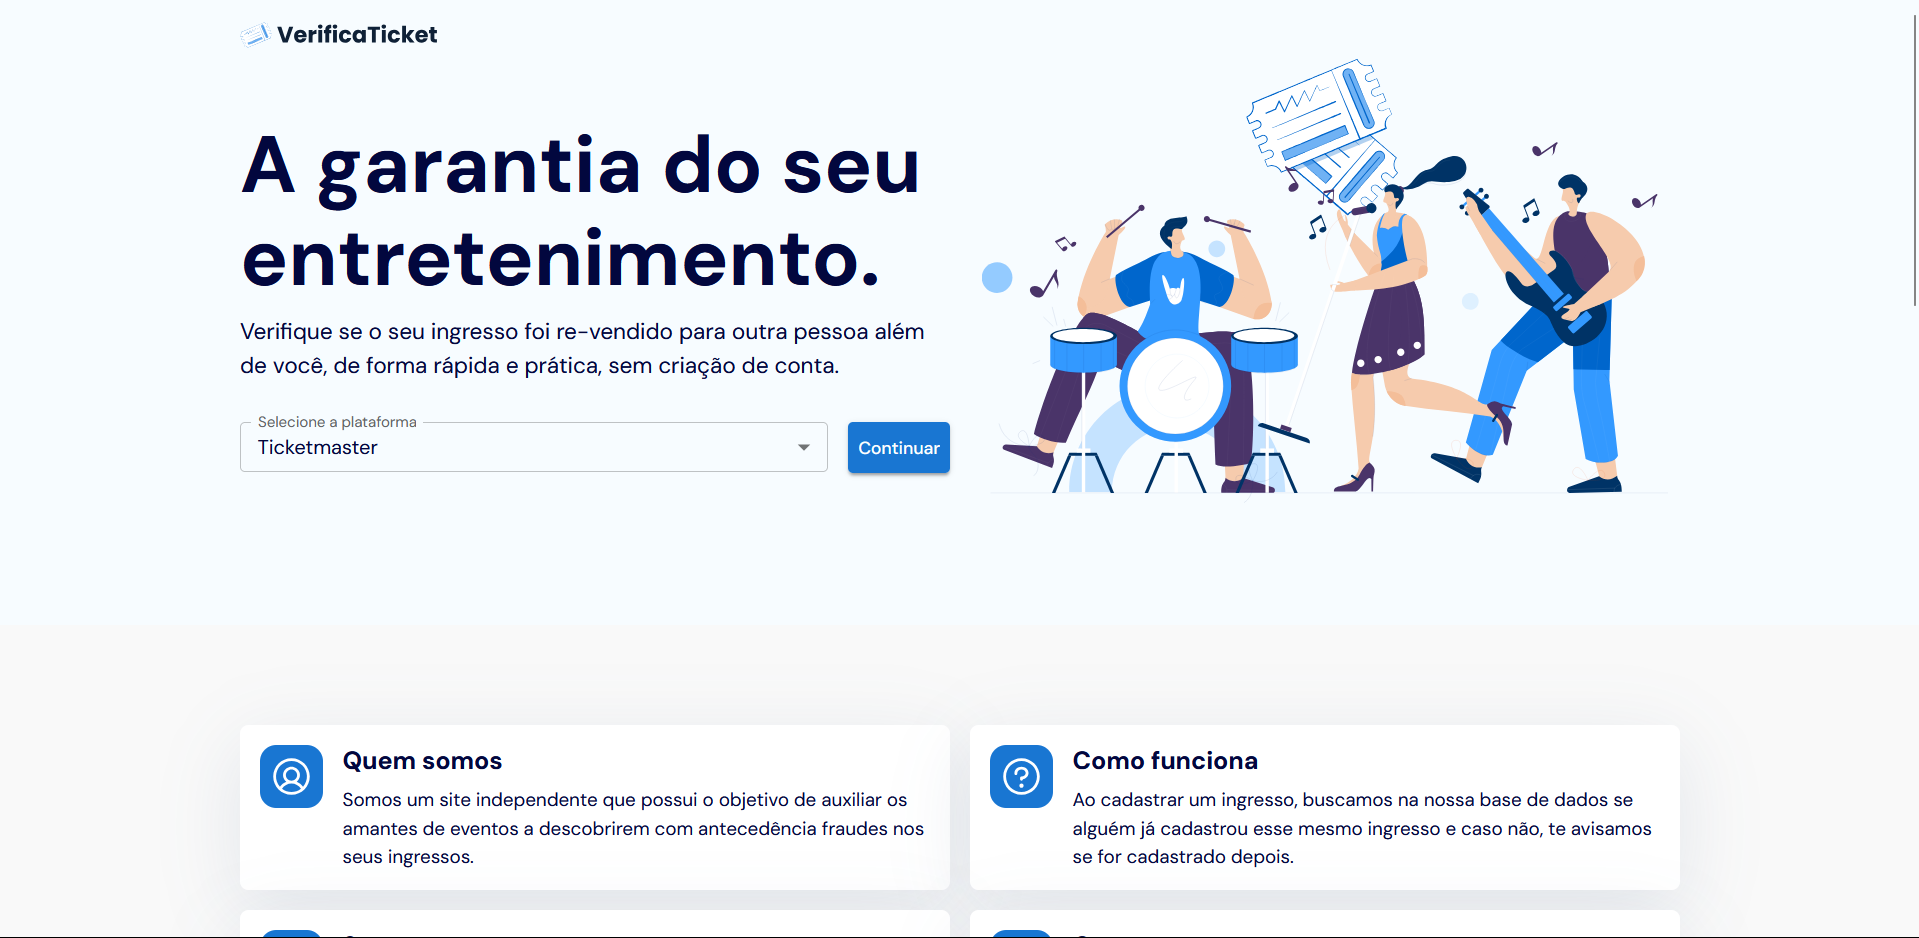 VerificaTicket
A garantia do seu
entretenimento.
Verifique se o seu ingresso foi re-vendido para outra pessoa além
de você, de forma rápida e prática, sem criação de conta.
Selecione a plataforma
Ticketmaster
Continuar
Quem somos
Somos um site independente que possui o objetivo de auxiliar os
amantes de eventos a descobrirem com antecedência fraudes nos
seus ingressos.
Como funciona
Ao cadastrar um ingresso, buscamos na nossa base de dados se
alguém já cadastrou esse mesmo ingresso e caso não, te avisamos
se for cadastrado depois.